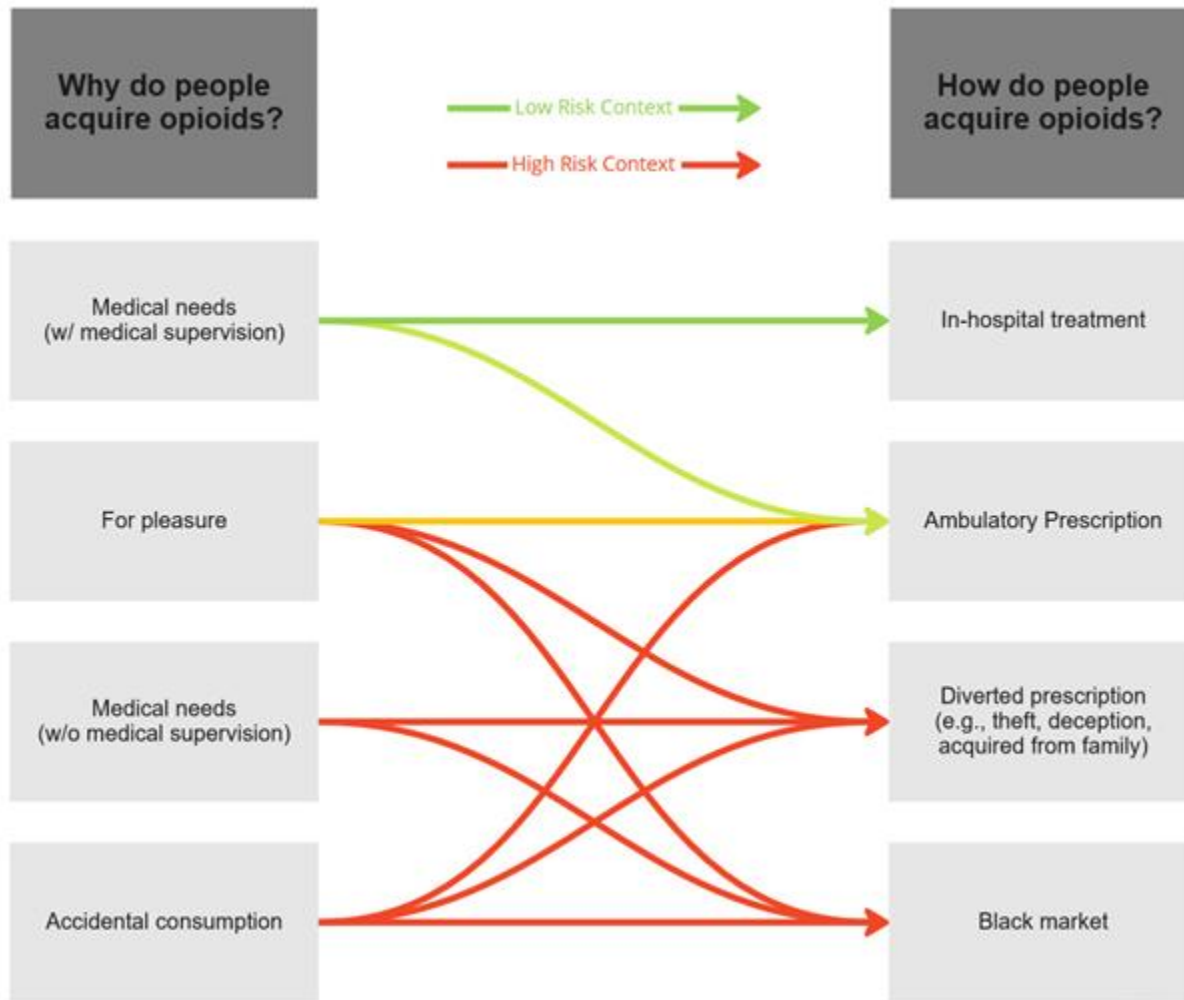 Why do people
acquire opioids?
Low Risk Context
High Risk Context
How do people
acquire opioids?
Medical needs
(w/ medical supervision)
In-hospital treatment
For pleasure
Ambulatory Prescription
Medical needs
(w/o medical supervision)
Diverted prescription
(e.g., theft, deception,
acquired from family)
Accidental consumption
Black market